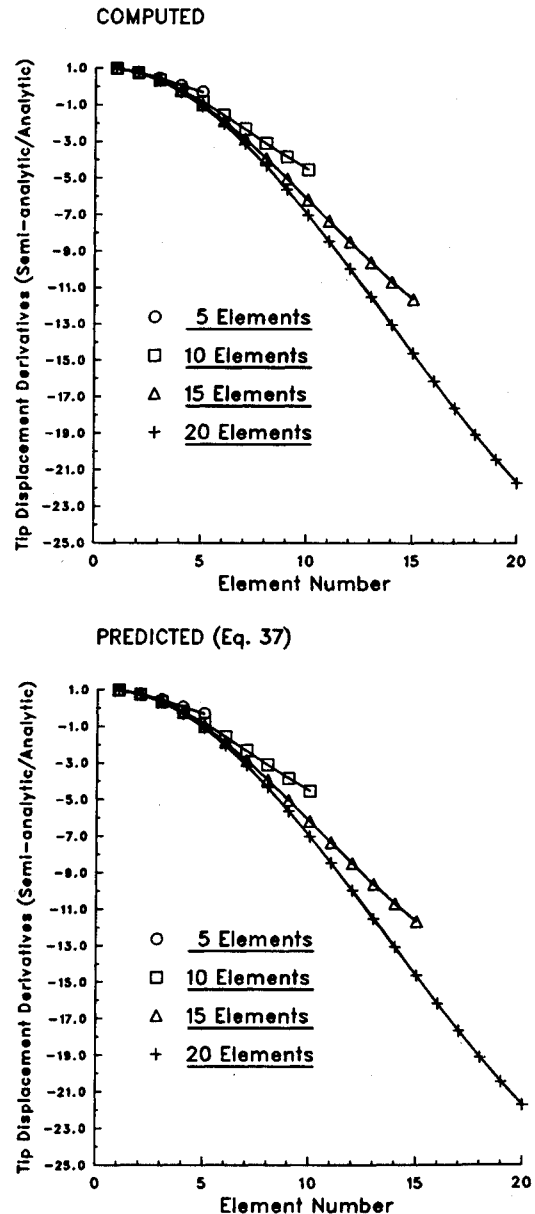 COMPUTED
Tip Displacement Derivatives (Semi-analytic/Analytic)
1.0
-1.0
-3.0
-5.0
-7.0
-9.0
-11.0
-13.0
-15.0
-17.0
-19.0
-21.0
-23.0
-25.0
5 Elements
10 Elements
15 Elements
20 Elements
0 5 10 15 20
Element Number
PREDICTED (Eq. 37)
Tip Displacement Derivatives (Semi-analytic/Analytic)
1.0
-1.0
-3.0
-5.0
-7.0
-9.0
-11.0
-13.0
-15.0
-17.0
-19.0
-21.0
-23.0
-25.0
5 Elements
10 Elements
15 Elements
20 Elements
0 5 10 15 20
Element Number